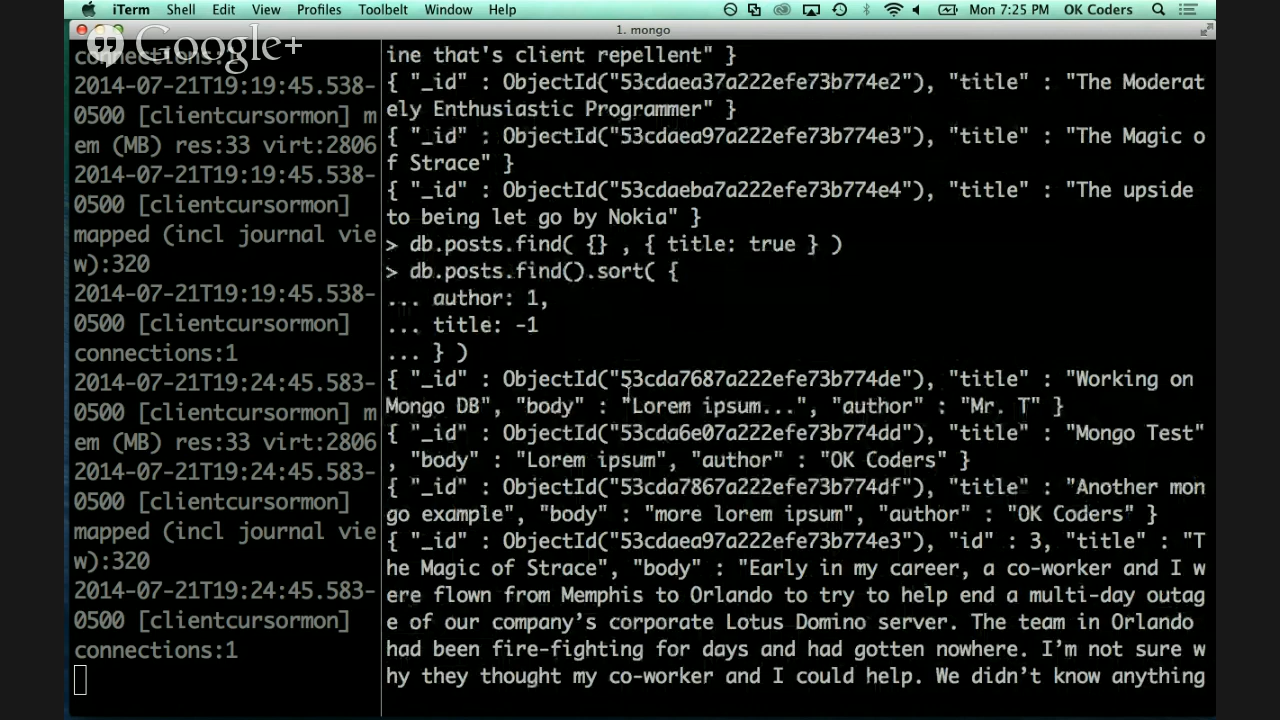 iTerm Shell Edit View Profiles Toolbelt Window Help Mon 7:25 PM OK Coders
1. mongo
Google+
connections:1
2014-07-21T19:19:45.538-
0500 [clientcursormon] m
em (MB) res:33 virt:2806
2014-07-21T19:19:45.538-
0500 [clientcursormon]
mapped (incl journal vie
w):320
2014-07-21T19:19:45.538-
0500 [clientcursormon]
connections:1
2014-07-21T19:24:45.583-
0500 [clientcursormon] m
em (MB) res:33 virt:2806
2014-07-21T19:24:45.583-
0500 [clientcursormon]
mapped (incl journal vie
w):320
2014-07-21T19:24:45.583-
0500 [clientcursormon]
connections:1
ine that's client repellent" }
{ "_id" : ObjectId("53cdaea37a222efe73b774e2"), "title" : "The Moderat
ely Enthusiastic Programmer" }
{ "_id" : ObjectId("53cdaea97a222efe73b774e3"), "title" : "The Magic o
f Strace" }
{ "_id" : ObjectId("53cdaeba7a222efe73b774e4"), "title" : "The upside
to being let go by Nokia" }
> db.posts.find( {} , { title: true } )
> db.posts.find().sort( {
... author: 1,
... title: -1
... } )
{ "_id" : ObjectId("53cda7687a222efe73b774de"), "title" : "Working on
Mongo DB", "body" : "Lorem ipsum...", "author" : "Mr. T" }
{ "_id" : ObjectId("53cda6e07a222efe73b774dd"), "title" : "Mongo Test"
, "body" : "Lorem ipsum", "author" : "OK Coders" }
{ "_id" : ObjectId("53cda7867a222efe73b774df"), "title" : "Another mon
go example", "body" : "more lorem ipsum", "author" : "OK Coders" }
{ "_id" : ObjectId("53cdaea97a222efe73b774e3"), "id" : 3, "title" : "T
he Magic of Strace", "body" : "Early in my career, a co-worker and I w
ere flown from Memphis to Orlando to try to help end a multi-day outag
e of our company’s corporate Lotus Domino server. The team in Orlando
had been fire-fighting for days and had gotten nowhere. I’m not sure w
hy they thought my co-worker and I could help. We didn’t know anything